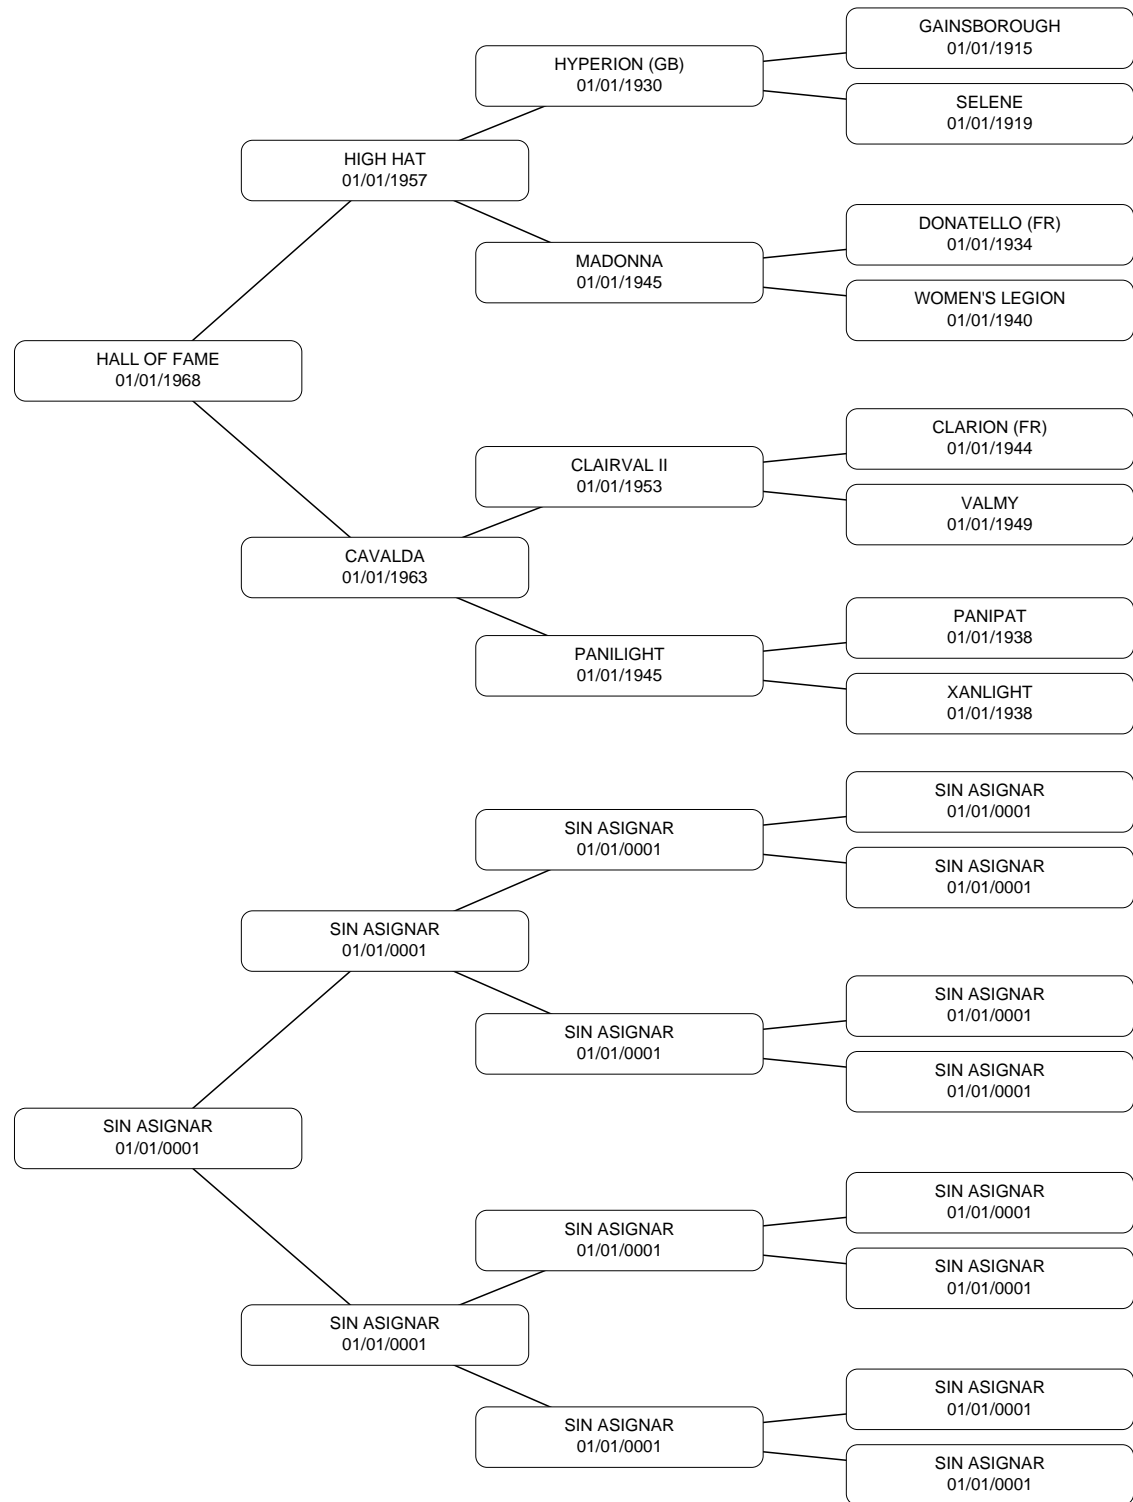 GAINSBOROUGH
01/01/1915
HYPERION (GB)
01/01/1930
SELENE
01/01/1919
HIGH HAT
01/01/1957
DONATELLO (FR)
01/01/1934
MADONNA
01/01/1945
WOMEN'S LEGION
01/01/1940
HALL OF FAME
01/01/1968
CLARION (FR)
01/01/1944
CLAIRVAL II
01/01/1953
VALMY
01/01/1949
CAVALDA
01/01/1963
PANIPAT
01/01/1938
PANILIGHT
01/01/1945
XANLIGHT
01/01/1938
SIN ASIGNAR
01/01/0001
SIN ASIGNAR
01/01/0001
SIN ASIGNAR
01/01/0001
SIN ASIGNAR
01/01/0001
SIN ASIGNAR
01/01/0001
SIN ASIGNAR
01/01/0001
SIN ASIGNAR
01/01/0001
SIN ASIGNAR
01/01/0001
SIN ASIGNAR
01/01/0001
SIN ASIGNAR
01/01/0001
SIN ASIGNAR
01/01/0001
SIN ASIGNAR
01/01/0001
SIN ASIGNAR
01/01/0001
SIN ASIGNAR
01/01/0001
SIN ASIGNAR
01/01/0001